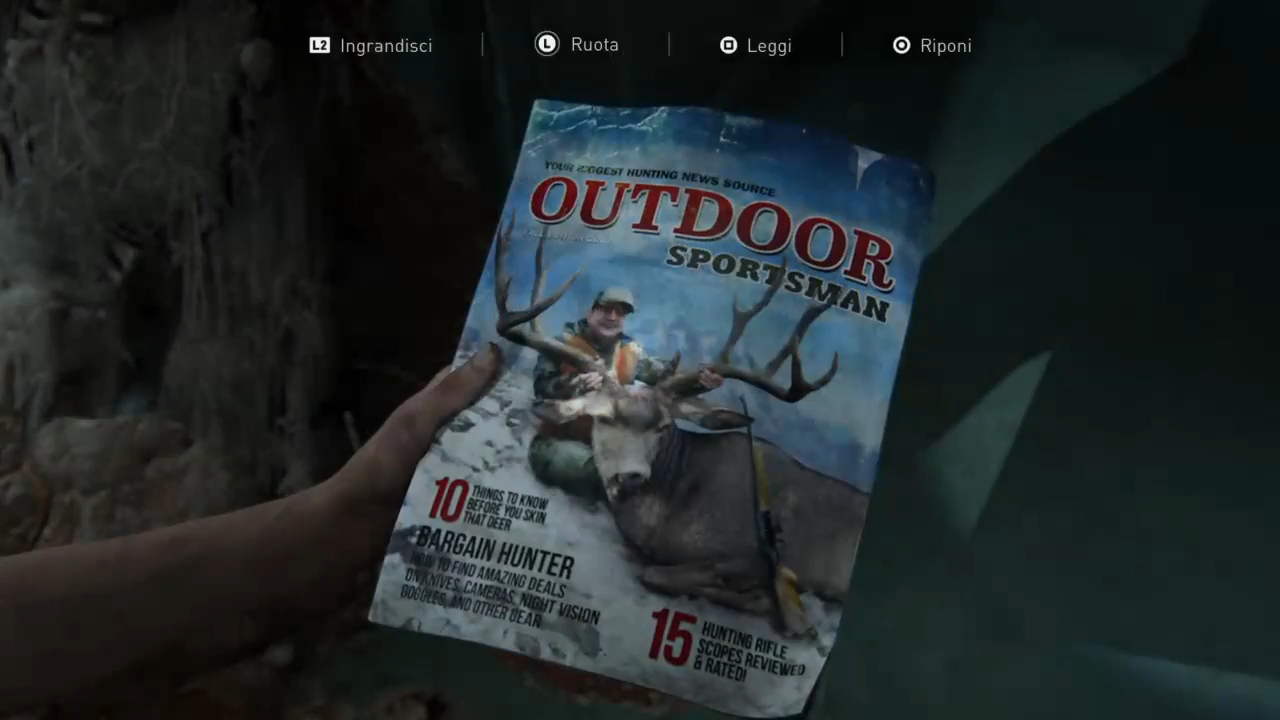 L2 Ingrandisci
L Ruota
Leggi
Riponi
YOUR BIGGEST HUNTING NEWS SOURCE
OUTDOOR
SPORTSMAN
10
THINGS TO KNOW
BEFORE YOU SKIN
THAT DEER
BARGAIN HUNTER
HOW TO FIND AMAZING DEALS
ON KNIVES, CAMERAS, NIGHT VISION
GOGGLES, AND OTHER GEAR
15
HUNTING RIFLE
SCOPES REVIEWED
& RATED!